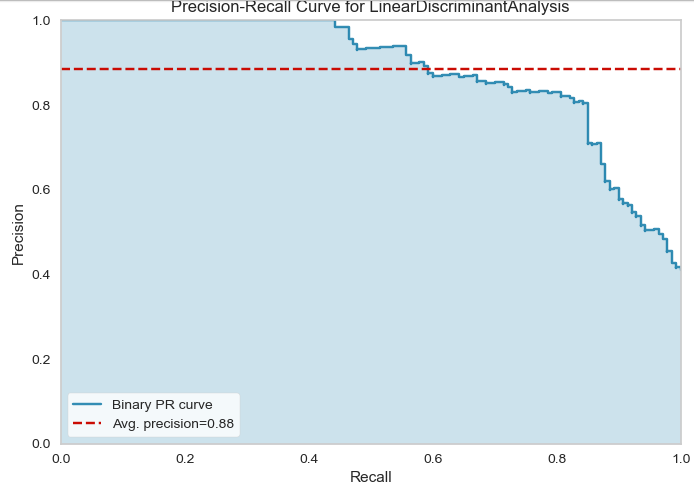 Precision-Recall Curve for LinearDiscriminantAnalysis
1.0
0.8
0.6
0.4
0.2
0.0
Precision
Binary PR curve
Avg. precision=0.88
0.0 0.2 0.4 0.6 0.8 1.0
Recall